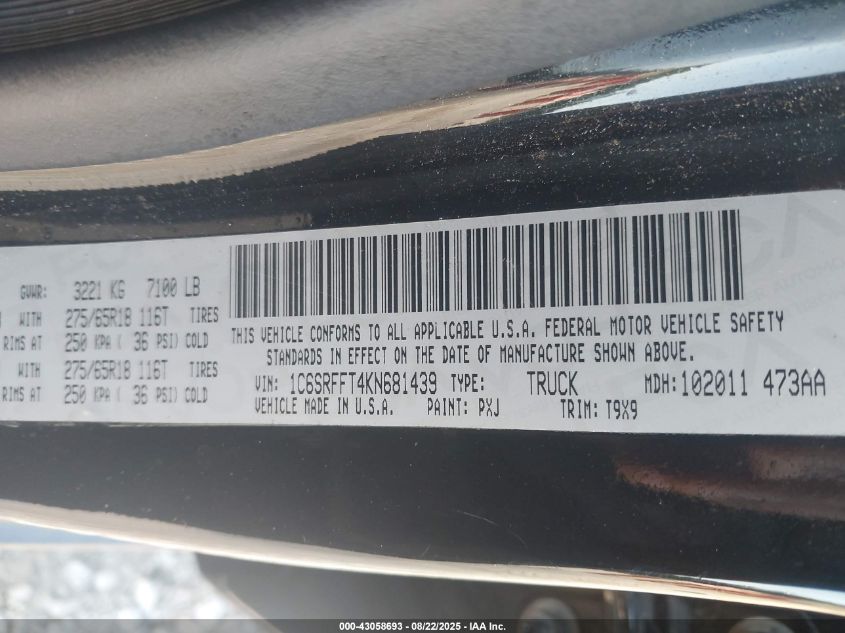 GVWR: 3221 KG 7100 LB
WITH 275/65R18 116T TIRES
RIMS AT 250 KPA ( 36 PSI) COLD
WITH 275/65R18 116T TIRES
RIMS AT 250 KPA ( 36 PSI) COLD
THIS VEHICLE CONFORMS TO ALL APPLICABLE U.S.A. FEDERAL MOTOR VEHICLE SAFETY
STANDARDS IN EFFECT ON THE DATE OF MANUFACTURE SHOWN ABOVE.
VIN: 1C6SRFFT4KN681439 TYPE: TRUCK MDH:102011 473AA
VEHICLE MADE IN U.S.A. PAINT: PXJ TRIM: T9X9
000-43058693 - 08/22/2025 - IAA Inc.